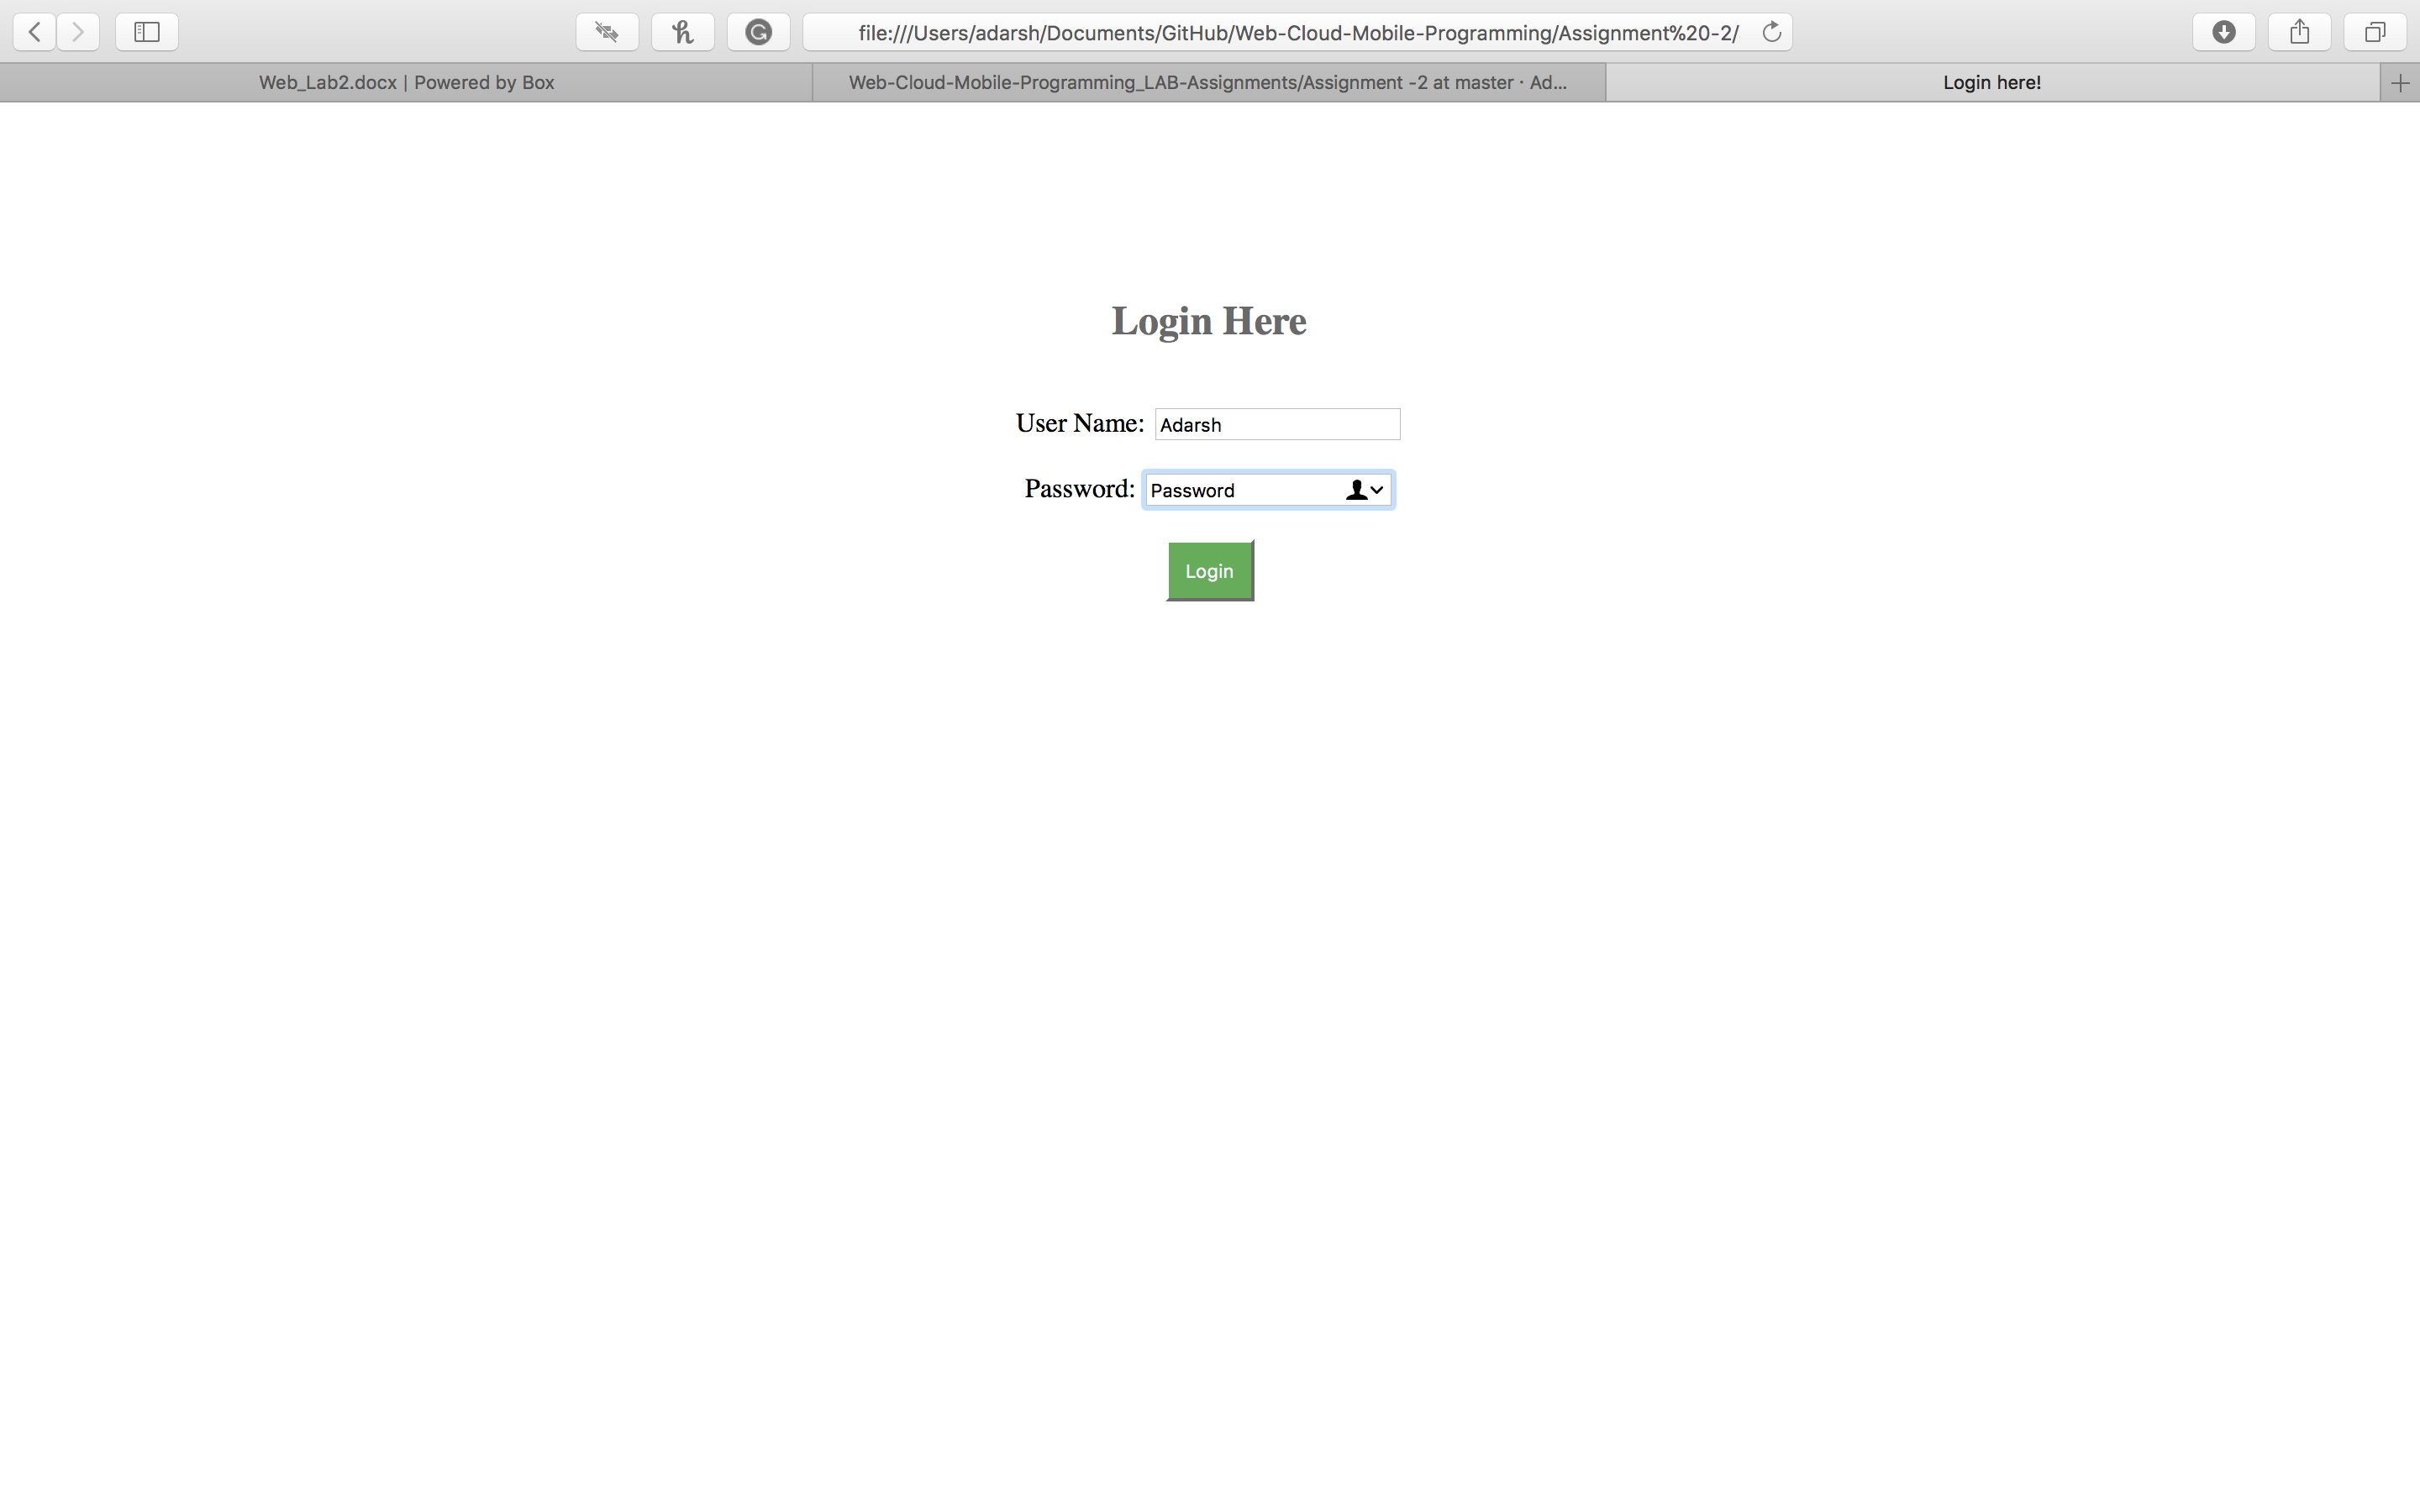 file:///Users/adarsh/Documents/GitHub/Web-Cloud-Mobile-Programming/Assignment%20-2/
Web_Lab2.docx | Powered by Box
Web-Cloud-Mobile-Programming_LAB-Assignments/Assignment -2 at master · Ad...
Login here!
Login Here
User Name: Adarsh
Password: Password
Login